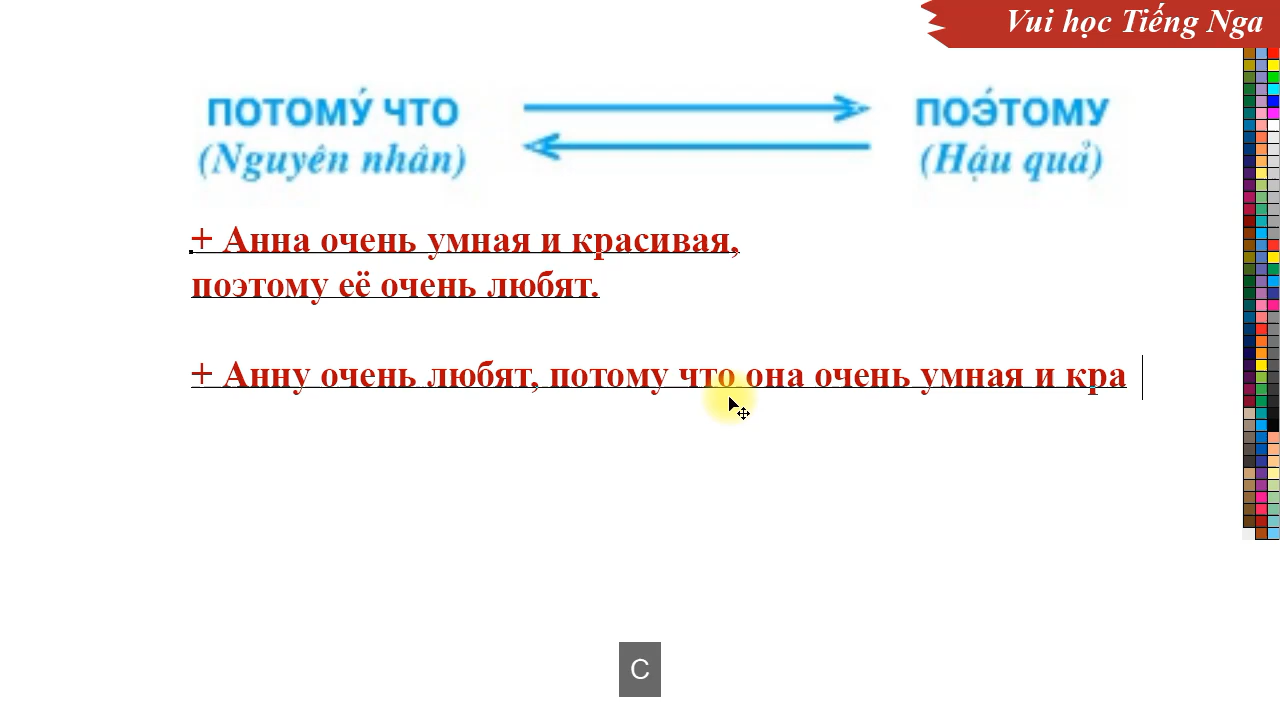 Vui học Tiếng Nga
ПОТОМУ́ ЧТО
ПОЭ́ТОМУ
(Nguyên nhân)
(Hậu quả)
+ Анна очень умная и красивая,
поэтому её очень любят.
+ Анну очень любят, потому что она очень умная и кра
C